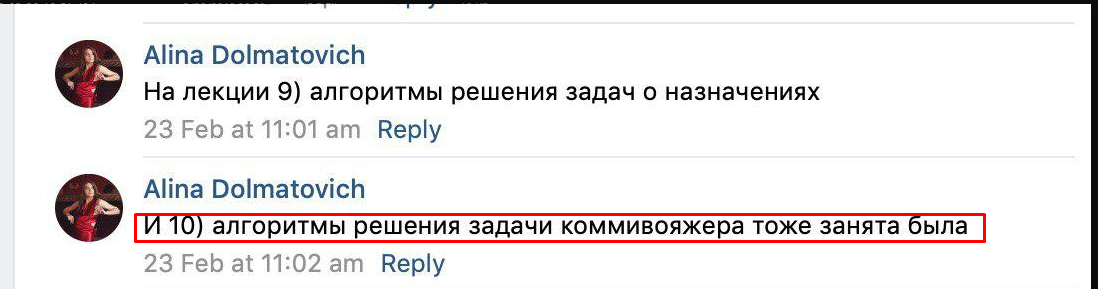 Alina Dolmatovich
На лекции 9) алгоритмы решения задач о назначениях
23 Feb at 11:01 am Reply
Alina Dolmatovich
И 10) алгоритмы решения задачи коммивояжера тоже занята была
23 Feb at 11:02 am Reply